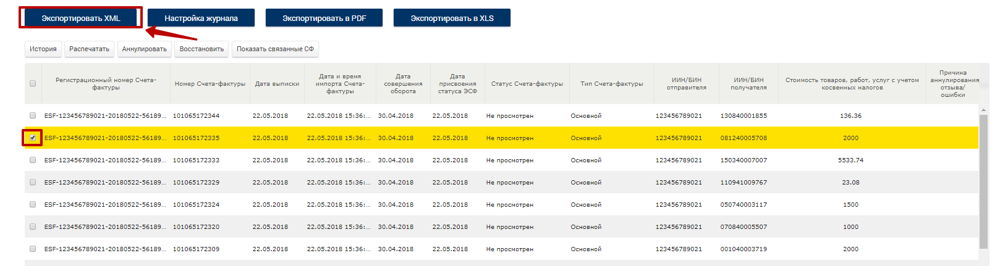 Экспортировать XML Настройка журнала Экспортировать в PDF Экспортировать в XLS
История Распечатать Аннулировать Восстановить Показать связанные СФ
Регистрационный номер Счета-
фактуры
Номер Счета-фактуры
Дата выписки
Дата и время
импорта Счета-
фактуры
Дата
совершения
оборота
Дата
присвоения
статуса ЭСФ
Статус Счета-фактуры
Тип Счета-фактуры
ИИН/БИН
отправителя
ИИН/БИН
получателя
Стоимость товаров, работ, услуг с учетом
косвенных налогов
Причина
аннулирования
отзыва/
ошибки
ESF-123456789021-20180522-56189... 101065172344 22.05.2018 22.05.2018 15:36:... 30.04.2018 22.05.2018 Не просмотрен Основной 123456789021 130840001855 136.36
ESF-123456789021-20180522-56189... 101065172335 22.05.2018 22.05.2018 15:36:... 30.04.2018 22.05.2018 Не просмотрен Основной 123456789021 081240005708 2000
ESF-123456789021-20180522-56189... 101065172333 22.05.2018 22.05.2018 15:36:... 30.04.2018 22.05.2018 Не просмотрен Основной 123456789021 150340007007 5533.74
ESF-123456789021-20180522-56189... 101065172329 22.05.2018 22.05.2018 15:36:... 30.04.2018 22.05.2018 Не просмотрен Основной 123456789021 110941009767 23.08
ESF-123456789021-20180522-56189... 101065172324 22.05.2018 22.05.2018 15:36:... 30.04.2018 22.05.2018 Не просмотрен Основной 123456789021 050740003117 1500
ESF-123456789021-20180522-56189... 101065172320 22.05.2018 22.05.2018 15:36:... 30.04.2018 22.05.2018 Не просмотрен Основной 123456789021 070840005507 1000
ESF-123456789021-20180522-56189... 101065172309 22.05.2018 22.05.2018 15:36:... 30.04.2018 22.05.2018 Не просмотрен Основной 123456789021 001040003719 2000